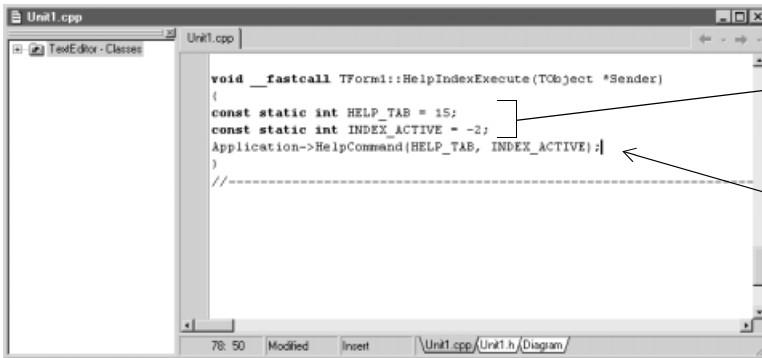 Unit1.cpp
TextEditor - Classes
Unit1.cpp
void __fastcall TForm1::HelpIndexExecute(TObject *Sender)
{
const static int HELP_TAB = 15;
const static int INDEX_ACTIVE = -2;
Application->HelpCommand(HELP_TAB, INDEX_ACTIVE);
}
//---------------------------------------------------------------------------
78: 50 Modified Insert \Unit1.cpp/Unit1.h/Diagram/